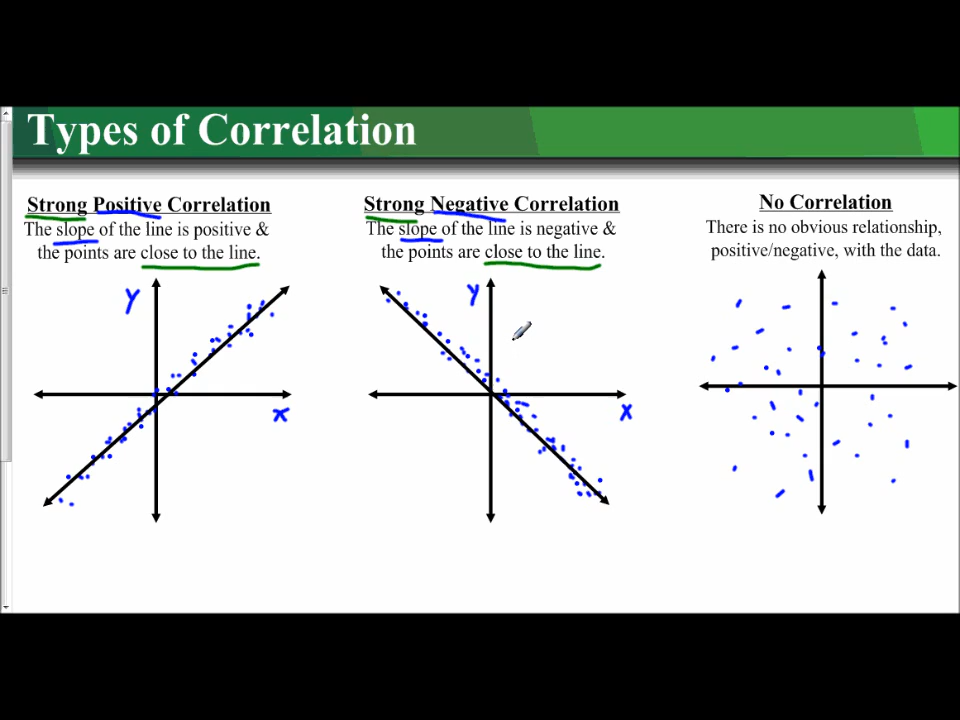 Types of Correlation
Strong Positive Correlation
The slope of the line is positive &
the points are close to the line.
Strong Negative Correlation
The slope of the line is negative &
the points are close to the line.
No Correlation
There is no obvious relationship,
positive/negative, with the data.
y
x
y
x